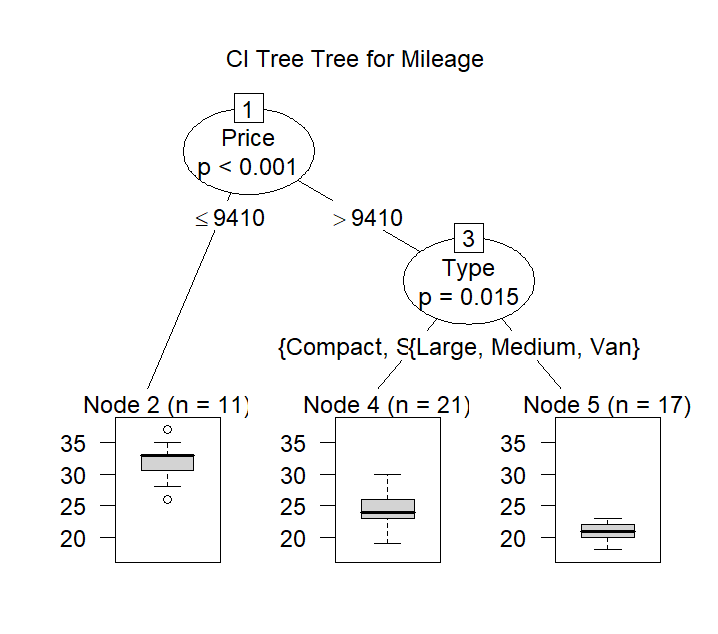 CI Tree Tree for Mileage
1
Price
p < 0.001
≤ 9410
> 9410
3
Type
p = 0.015
{Compact, S
{Large, Medium, Van}
Node 2 (n = 11)
35
30
25
20
Node 4 (n = 21)
35
30
25
20
Node 5 (n = 17)
35
30
25
20